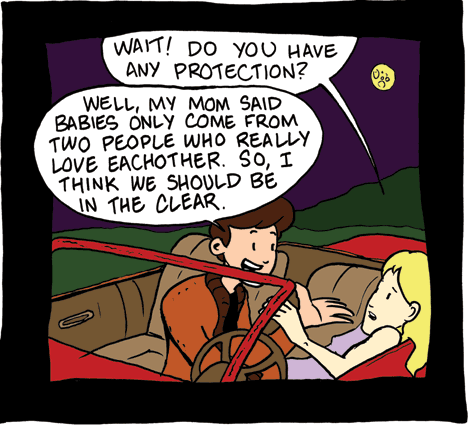 WAIT! DO YOU HAVE
ANY PROTECTION?
WELL, MY MOM SAID
BABIES ONLY COME FROM
TWO PEOPLE WHO REALLY
LOVE EACHOTHER. SO, I
THINK WE SHOULD BE
IN THE CLEAR.